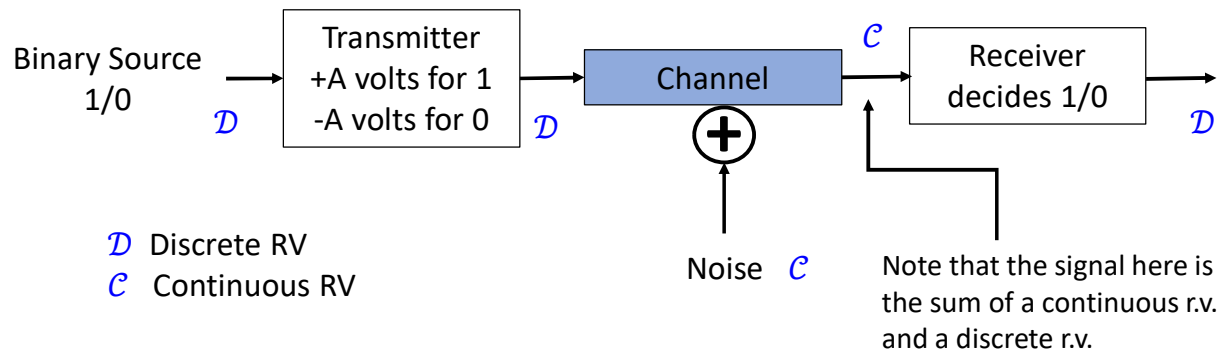 Binary Source
1/0
𝒟
Transmitter
+A volts for 1
-A volts for 0
𝒟
Channel
+
Noise 𝒞
𝒞
Receiver
decides 1/0
𝒟
𝒟 Discrete RV
𝒞 Continuous RV
Note that the signal here is
the sum of a continuous r.v.
and a discrete r.v.